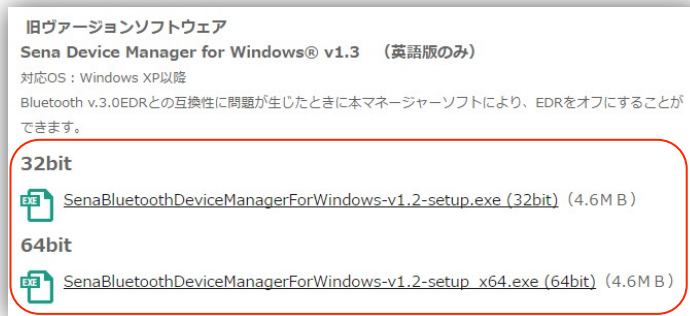 旧ヴァージョンソフトウェア
Sena Device Manager for Windows® v1.3 （英語版のみ）
対応OS：Windows XP以降
Bluetooth v.3.0EDRとの互換性に問題が生じたときに本マネージャーソフトにより、EDRをオフにすることが
できます。
32bit
EXE SenaBluetoothDeviceManagerForWindows-v1.2-setup.exe (32bit)（4.6ＭＢ）
64bit
EXE SenaBluetoothDeviceManagerForWindows-v1.2-setup_x64.exe (64bit)（4.6ＭＢ）